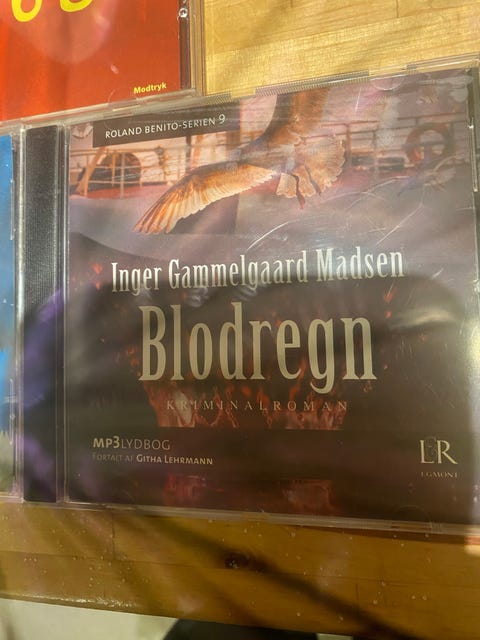 Modtryk
ROLAND BENITO-SERIEN 9
Inger Gammelgaard Madsen
Blodregn
KRIMINALROMAN
MP3LYDBOG
FORTALT AF GITHA LEHRMANN
LR
EGMONT